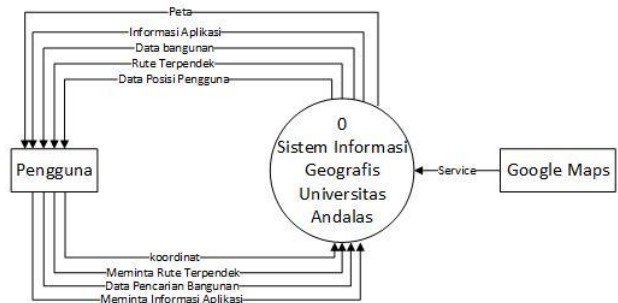 Peta
Informasi Aplikasi
Data bangunan
Rute Terpendek
Data Posisi Pengguna
0
Sistem Informasi
Geografis
Universitas
Andalas
Pengguna
Service
Google Maps
koordinat
Meminta Rute Terpendek
Data Pencarian Bangunan
Meminta Informasi Aplikasi